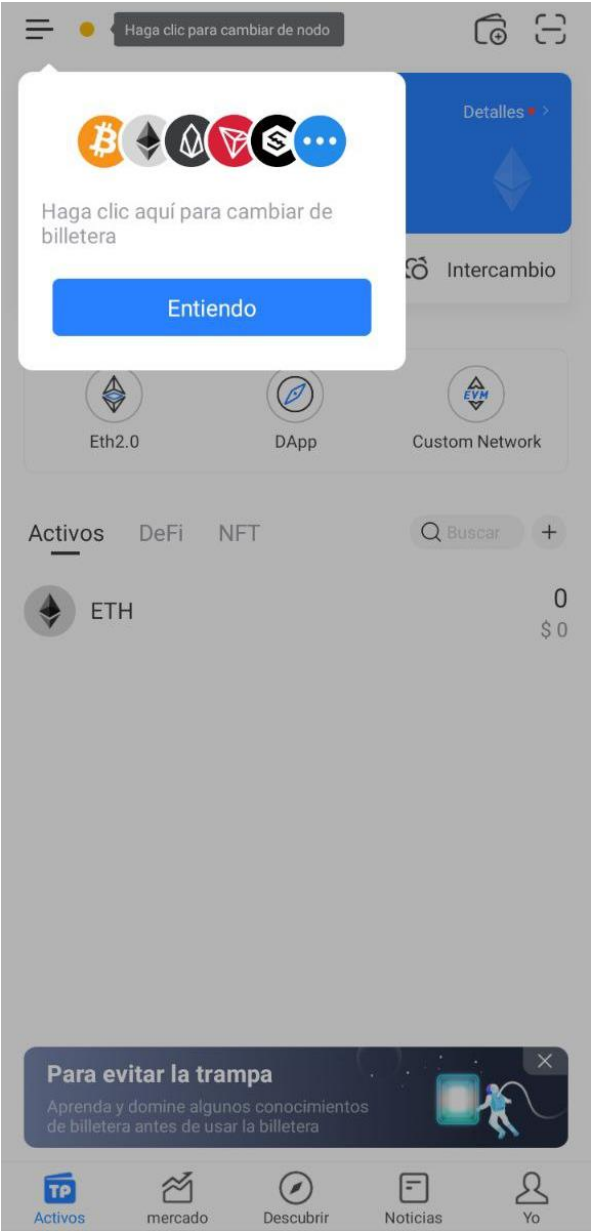 Haga clic para cambiar de nodo
Detalles
Haga clic aquí para cambiar de
billetera
Entiendo
Intercambio
Eth2.0
DApp
EVM
Custom Network
Activos
DeFi
NFT
Buscar
ETH
0
$ 0
Para evitar la trampa
Aprenda y domine algunos conocimientos
de billetera antes de usar la billetera
TP
Activos
mercado
Descubrir
Noticias
Yo